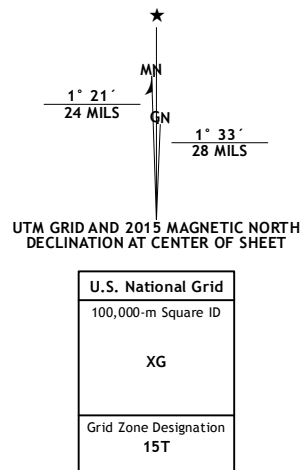 MN
1° 21´
24 MILS
GN
1° 33´
28 MILS
UTM GRID AND 2015 MAGNETIC NORTH
DECLINATION AT CENTER OF SHEET
U.S. National Grid
100,000-m Square ID
XG
Grid Zone Designation
15T